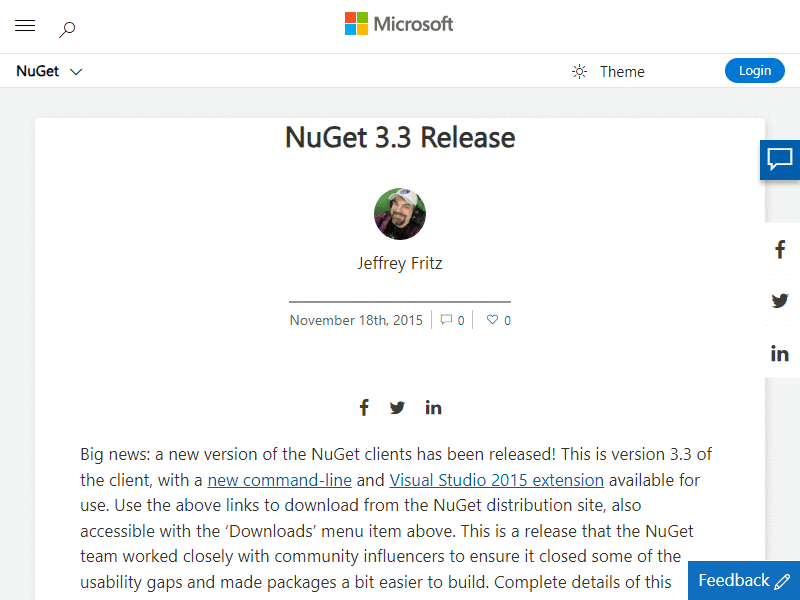 Microsoft
NuGet
Theme
Login
NuGet 3.3 Release
Jeffrey Fritz
November 18th, 2015
0
0
Big news: a new version of the NuGet clients has been released! This is version 3.3 of
the client, with a new command-line and Visual Studio 2015 extension available for
use. Use the above links to download from the NuGet distribution site, also
accessible with the ‘Downloads’ menu item above. This is a release that the NuGet
team worked closely with community influencers to ensure it closed some of the
usability gaps and made packages a bit easier to build. Complete details of this
Feedback